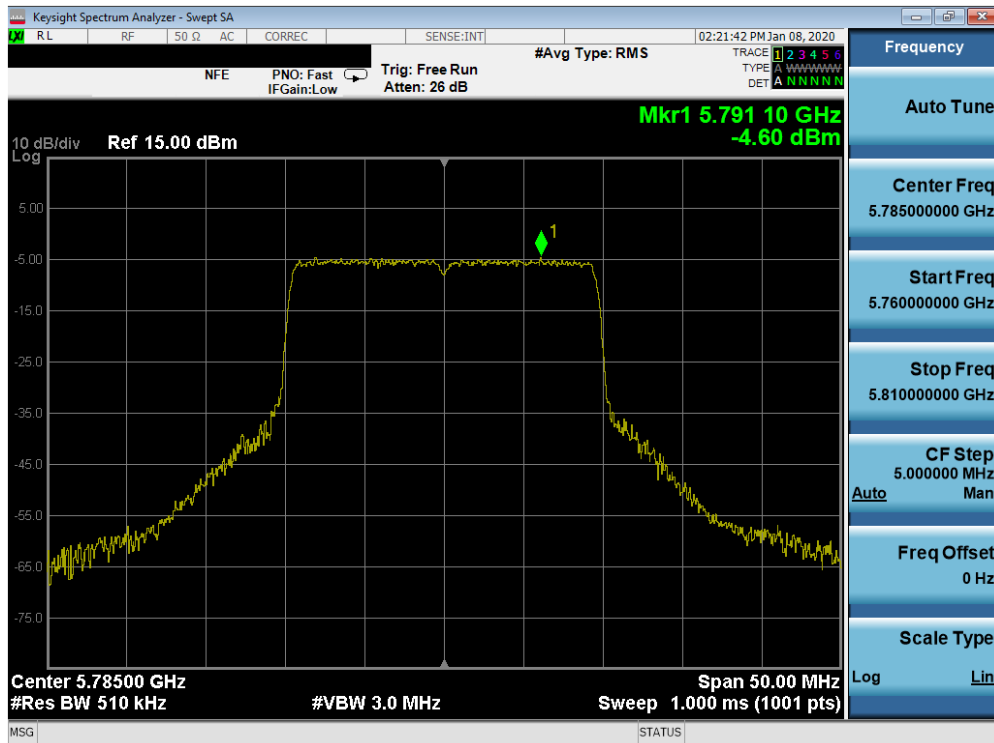 Keysight Spectrum Analyzer - Swept SA
LXI RL RF 50 Ω AC CORREC SENSE:INT 02:21:42 PM Jan 08, 2020
Frequency
#Avg Type: RMS
TRACE 1 2 3 4 5 6
TYPE A WWWWW
DET A N N N N N
NFE
PNO: Fast
IFGain:Low
Trig: Free Run
Atten: 26 dB
Mkr1 5.791 10 GHz
-4.60 dBm
10 dB/div
Log
Ref 15.00 dBm
5.00
-5.00
-15.0
-25.0
-35.0
-45.0
-55.0
-65.0
-75.0
1
Center 5.78500 GHz
#Res BW 510 kHz
#VBW 3.0 MHz
Span 50.00 MHz
Sweep 1.000 ms (1001 pts)
Auto Tune
Center Freq
5.785000000 GHz
Start Freq
5.760000000 GHz
Stop Freq
5.810000000 GHz
CF Step
5.000000 MHz
Auto Man
Freq Offset
0 Hz
Scale Type
Log Lin
MSG STATUS